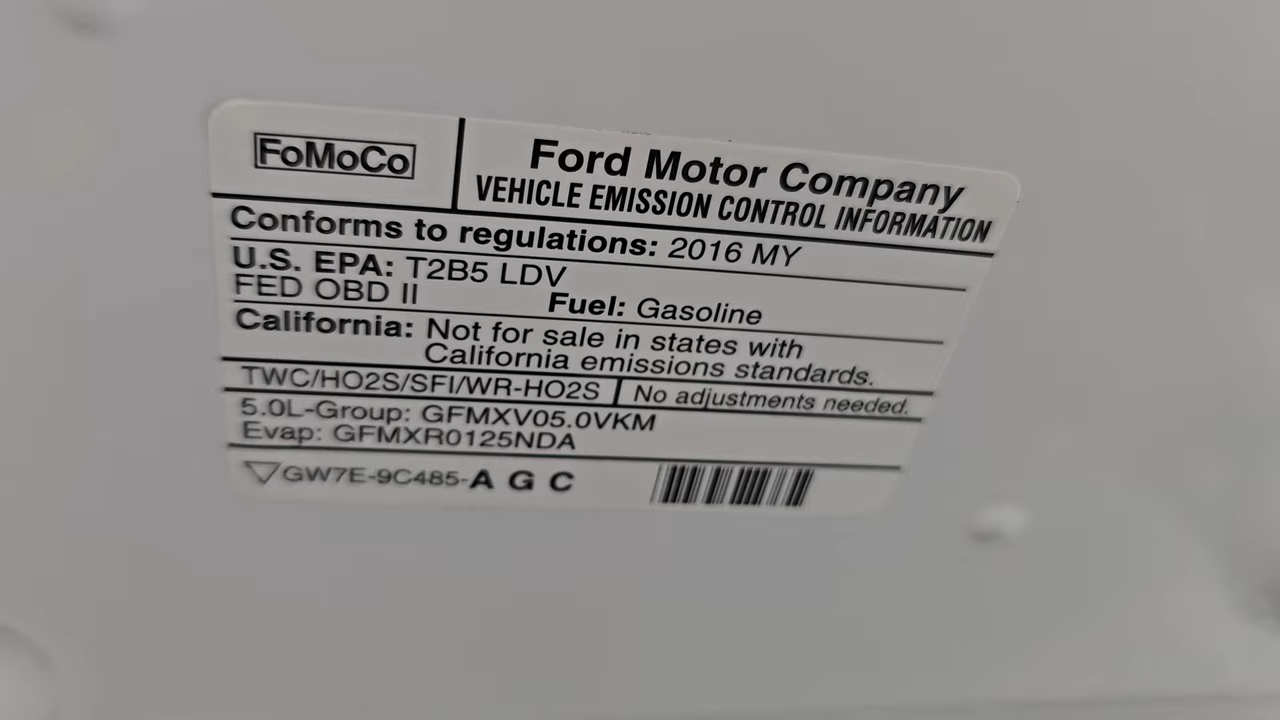 FoMoCo
Ford Motor Company
VEHICLE EMISSION CONTROL INFORMATION
Conforms to regulations: 2016 MY
U.S. EPA: T2B5 LDV
FED OBD II Fuel: Gasoline
California: Not for sale in states with
California emissions standards.
TWC/HO2S/SFI/WR-HO2S No adjustments needed.
5.0L-Group: GFMXV05.0VKM
Evap: GFMXR0125NDA
GW7E-9C485-A G C